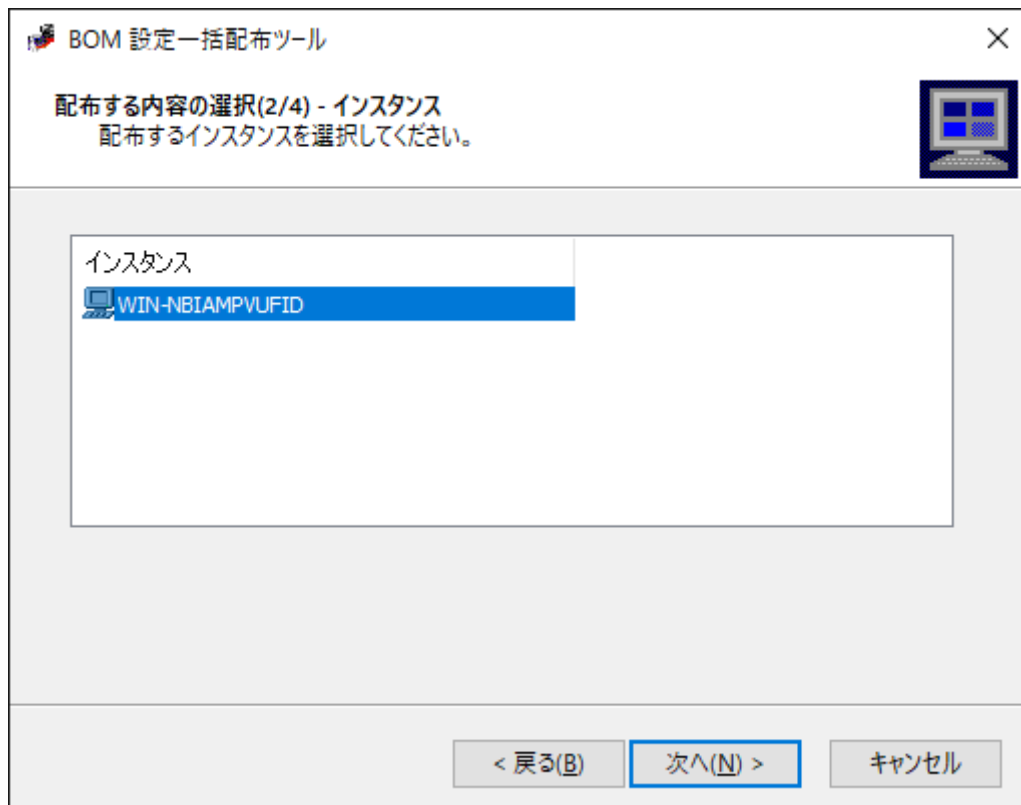 BOM 設定一括配布ツール
配布する内容の選択(2/4) - インスタンス
配布するインスタンスを選択してください。
インスタンス
WIN-NBIAMPVUFID
< 戻る(B)
次へ(N) >
キャンセル